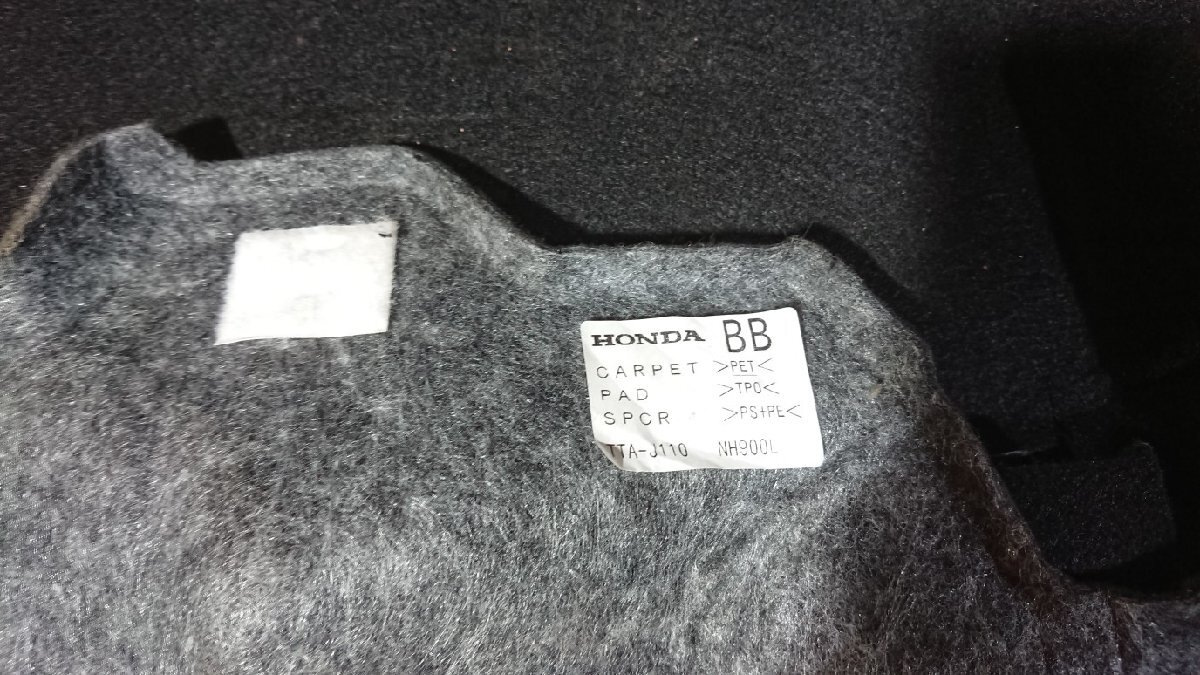 HONDA BB
CARPET >PET<
PAD >TPO<
SPCR >PS+PE<
TTA-J110 NH900L